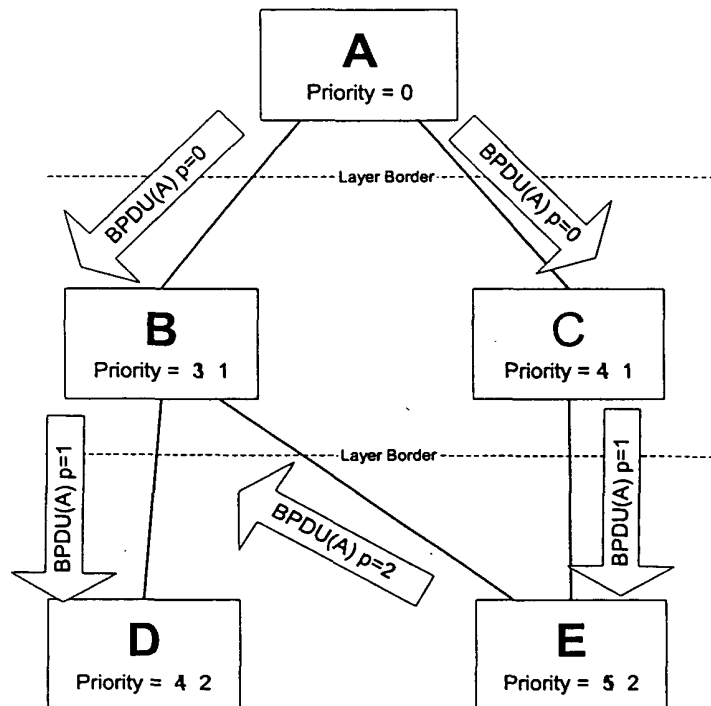 A
Priority = 0
BPDU(A) p=0
BPDU(A) p=0
Layer Border
B
Priority = 3 1
C
Priority = 4 1
BPDU(A) p=1
Layer Border
BPDU(A) p=2
BPDU(A) p=1
D
Priority = 4 2
E
Priority = 5 2